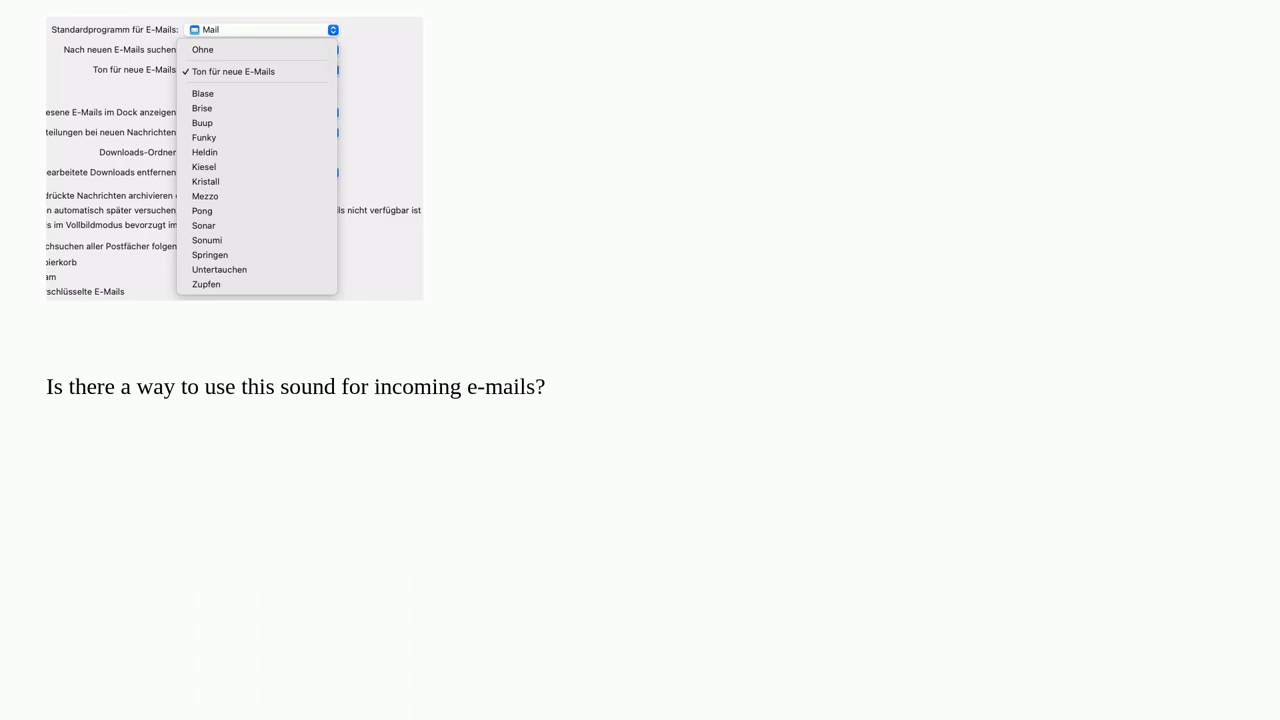 Standardprogramm für E-Mails: Mail
Nach neuen E-Mails suchen
Ohne
Ton für neue E-Mails
✓ Ton für neue E-Mails
Blase
esene E-Mails im Dock anzeigen
Brise
Buup
teilungen bei neuen Nachrichten
Funky
Downloads-Ordner
Heldin
Kiesel
earbeitete Downloads entfernen
Kristall
drückte Nachrichten archivieren
Mezzo
n automatisch später versuchen
Pong
ils nicht verfügbar ist
s im Vollbildmodus bevorzugt im
Sonar
Sonumi
chsuchen aller Postfächer folgen
Springen
pierkorb
Untertauchen
am
Zupfen
rschlüsselte E-Mails
Is there a way to use this sound for incoming e-mails?